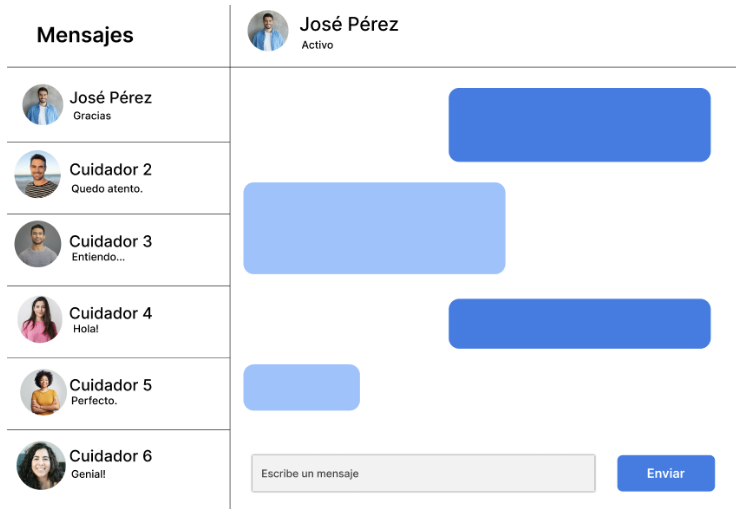 Mensajes
José Pérez
Activo
José Pérez
Gracias
Cuidador 2
Quedo atento.
Cuidador 3
Entiendo...
Cuidador 4
Hola!
Cuidador 5
Perfecto.
Cuidador 6
Genial!
Escribe un mensaje
Enviar